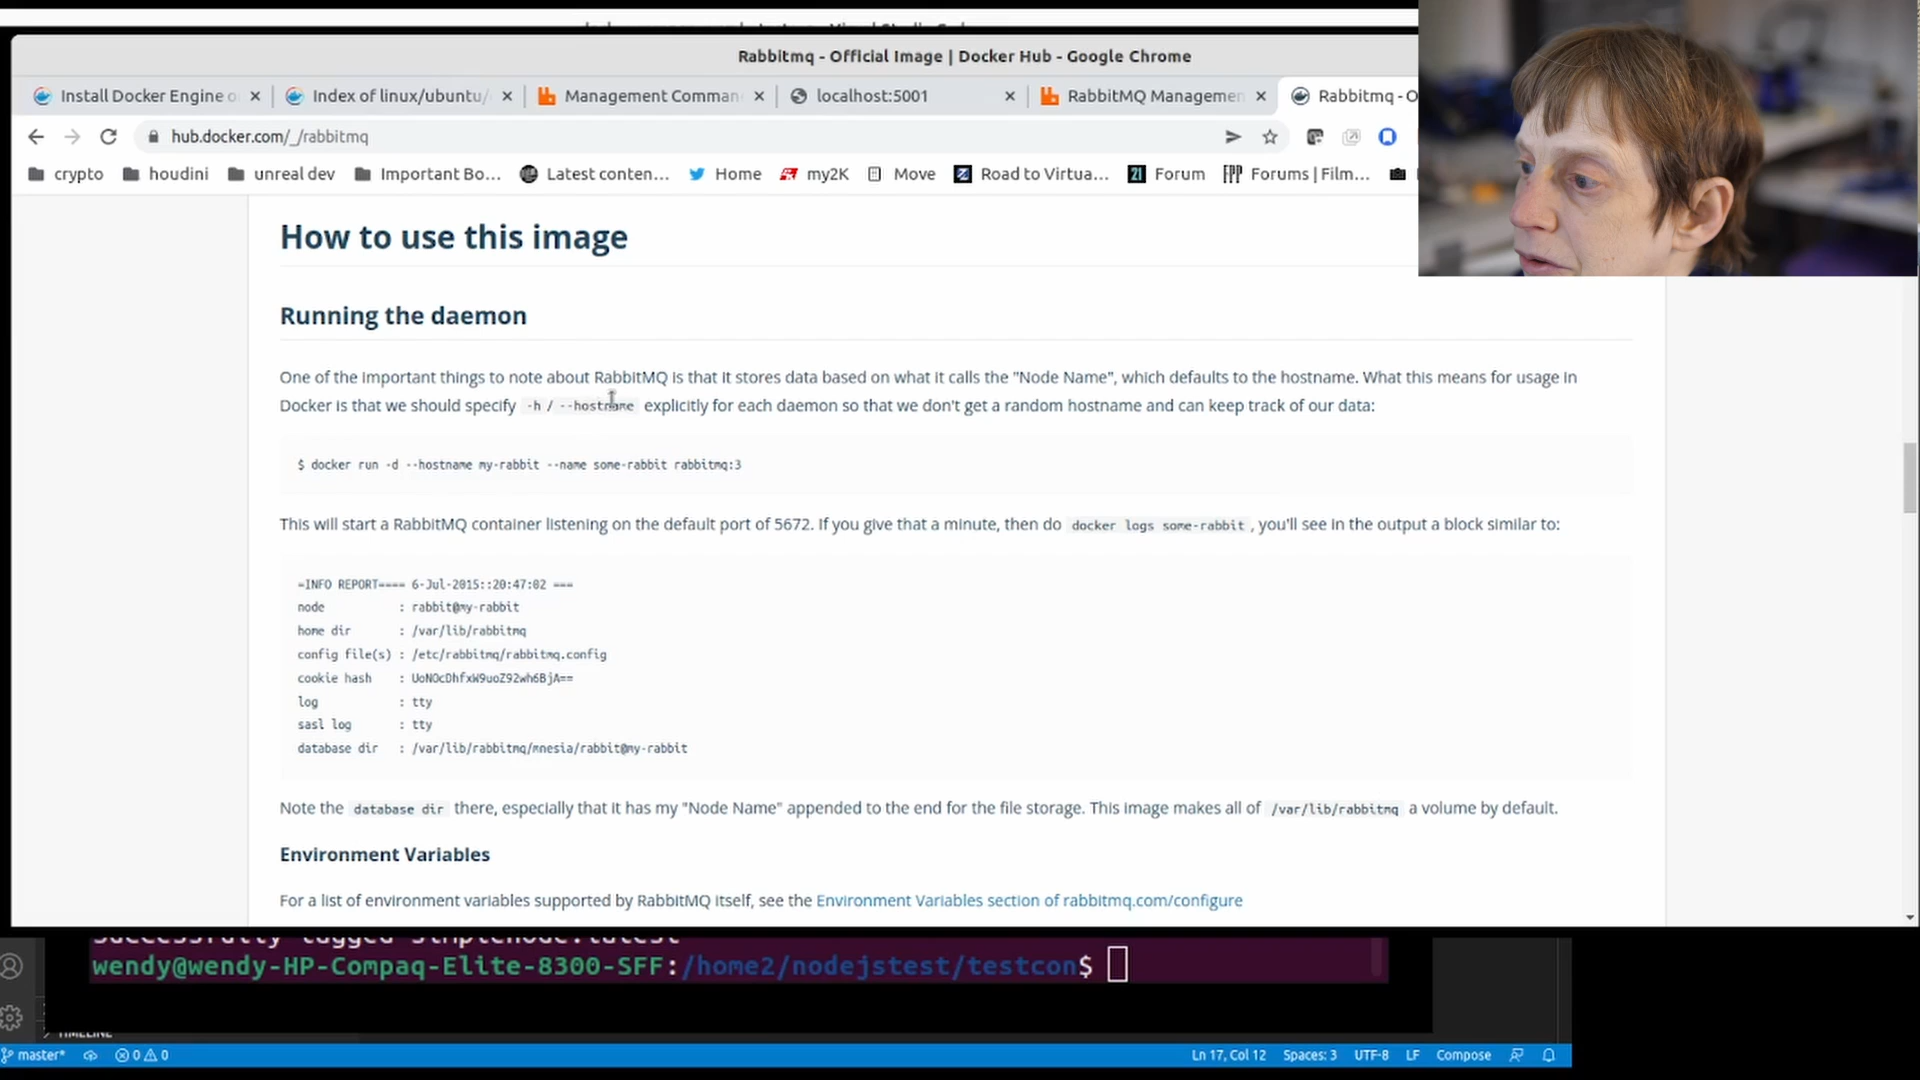 Rabbitmq - Official Image | Docker Hub - Google Chrome
Install Docker Engine o
Index of linux/ubuntu/
Management Comman
localhost:5001
RabbitMQ Managemen
Rabbitmq - O
hub.docker.com/_/rabbitmq
crypto
houdini
unreal dev
Important Bo...
Latest conten...
Home
my2K
Move
Road to Virtua...
21 Forum
FPP Forums | Film...
How to use this image
Running the daemon
One of the important things to note about RabbitMQ is that it stores data based on what it calls the "Node Name", which defaults to the hostname. What this means for usage in
Docker is that we should specify -h / --hostname explicitly for each daemon so that we don't get a random hostname and can keep track of our data:
$ docker run -d --hostname my-rabbit --name some-rabbit rabbitmq:3
This will start a RabbitMQ container listening on the default port of 5672. If you give that a minute, then do docker logs some-rabbit, you'll see in the output a block similar to:
=INFO REPORT==== 6-Jul-2015::20:47:02 ===
node : rabbit@my-rabbit
home dir : /var/lib/rabbitmq
config file(s) : /etc/rabbitmq/rabbitmq.config
cookie hash : UoNOcDhfxW9uoZ92wh6BjA==
log : tty
sasl log : tty
database dir : /var/lib/rabbitmq/mnesia/rabbit@my-rabbit
Note the database dir there, especially that it has my "Node Name" appended to the end for the file storage. This image makes all of /var/lib/rabbitmq a volume by default.
Environment Variables
For a list of environment variables supported by RabbitMQ itself, see the Environment Variables section of rabbitmq.com/configure
Successfully tagged simplenode:latest
wendy@wendy-HP-Compaq-Elite-8300-SFF:/home2/nodejstest/testcon$
TIMELINE
master*
0
0
Ln 17, Col 12
Spaces: 3
UTF-8
LF
Compose